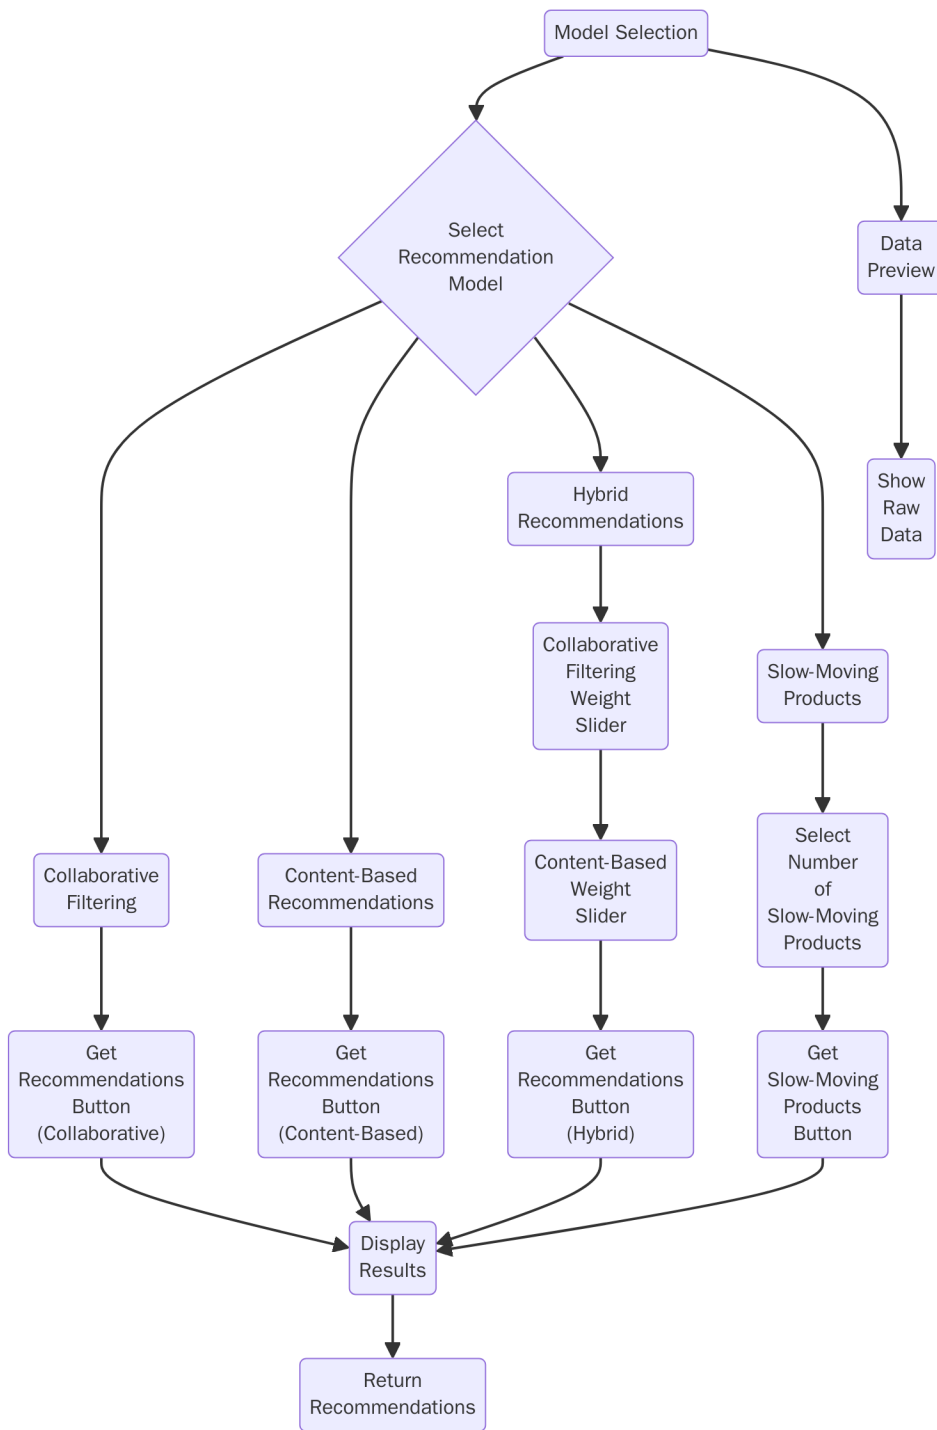 Model Selection
Select
Recommendation
Model
Data
Preview
Show
Raw
Data
Hybrid
Recommendations
Collaborative
Filtering
Weight
Slider
Slow-Moving
Products
Select
Number
of
Slow-Moving
Products
Content-Based
Weight
Slider
Collaborative
Filtering
Content-Based
Recommendations
Get
Recommendations
Button
(Collaborative)
Get
Recommendations
Button
(Content-Based)
Get
Recommendations
Button
(Hybrid)
Get
Slow-Moving
Products
Button
Display
Results
Return
Recommendations